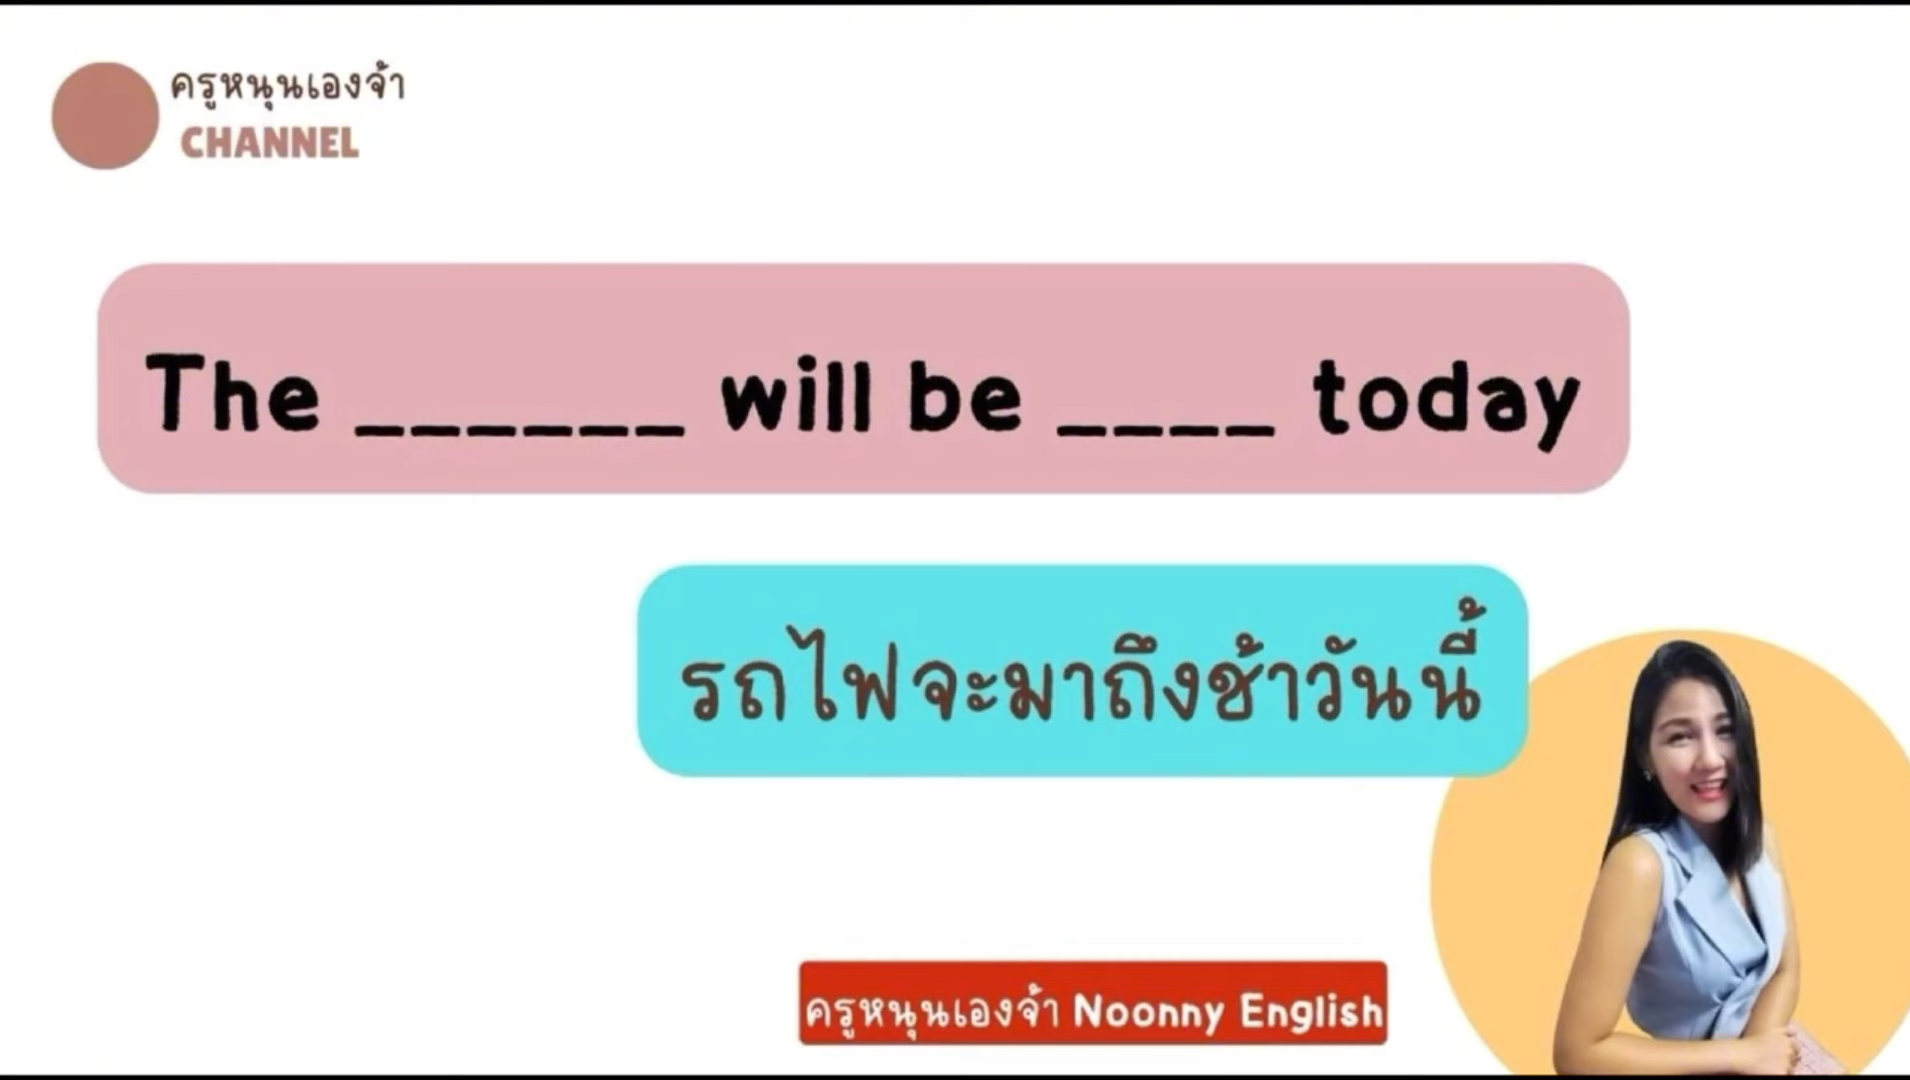 ครูหนุนเองจ้า
CHANNEL
The ______ will be ____ today
รถไฟจะมาถึงช้าวันนี้
ครูหนุนเองจ้า Noonny English